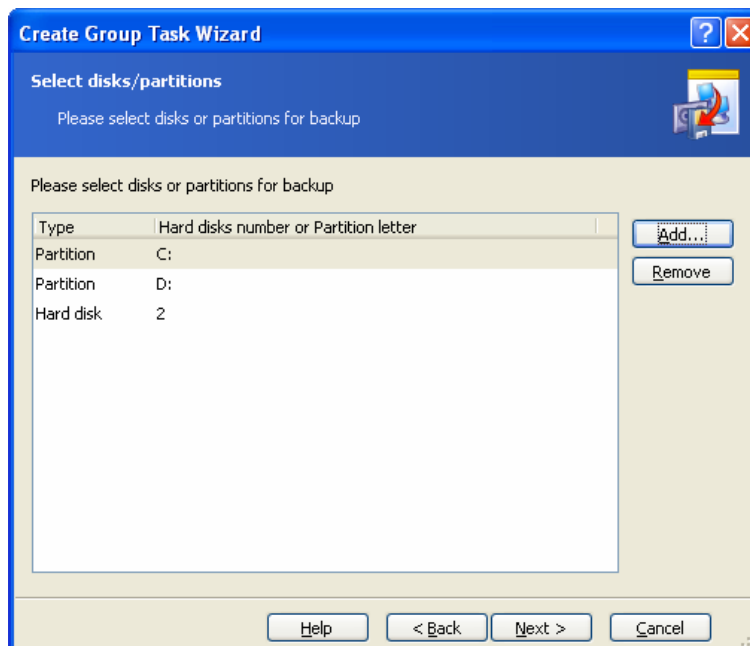 Create Group Task Wizard
?
Select disks/partitions
Please select disks or partitions for backup
Please select disks or partitions for backup
Type Hard disks number or Partition letter
Partition C:
Partition D:
Hard disk 2
Add...
Remove
Help < Back Next > Cancel